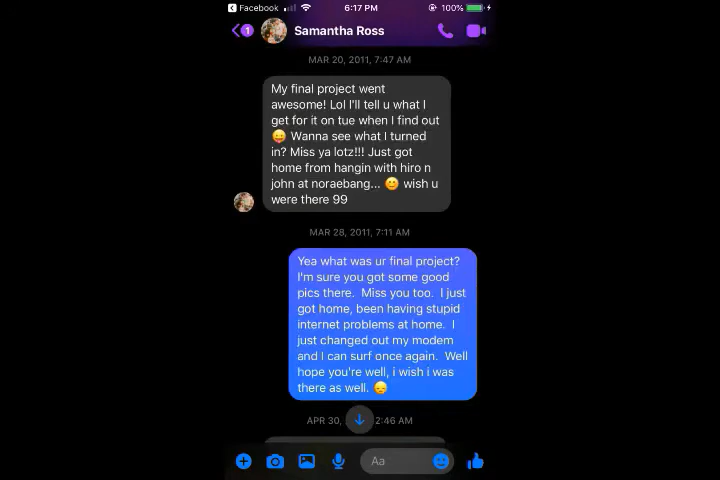 Facebook 6:17 PM 100%
1 Samantha Ross
MAR 20, 2011, 7:47 AM
My final project went
awesome! Lol I'll tell u what I
get for it on tue when I find out
😛 Wanna see what I turned
in? Miss ya lotz!!! Just got
home from hangin with hiro n
john at noraebang... 🙂 wish u
were there 99
MAR 28, 2011, 7:11 AM
Yea what was ur final project?
I'm sure you got some good
pics there. Miss you too. I just
got home, been having stupid
internet problems at home. I
just changed out my modem
and I can surf once again. Well
hope you're well, i wish i was
there as well. 😞
APR 30, 2:46 AM
Aa